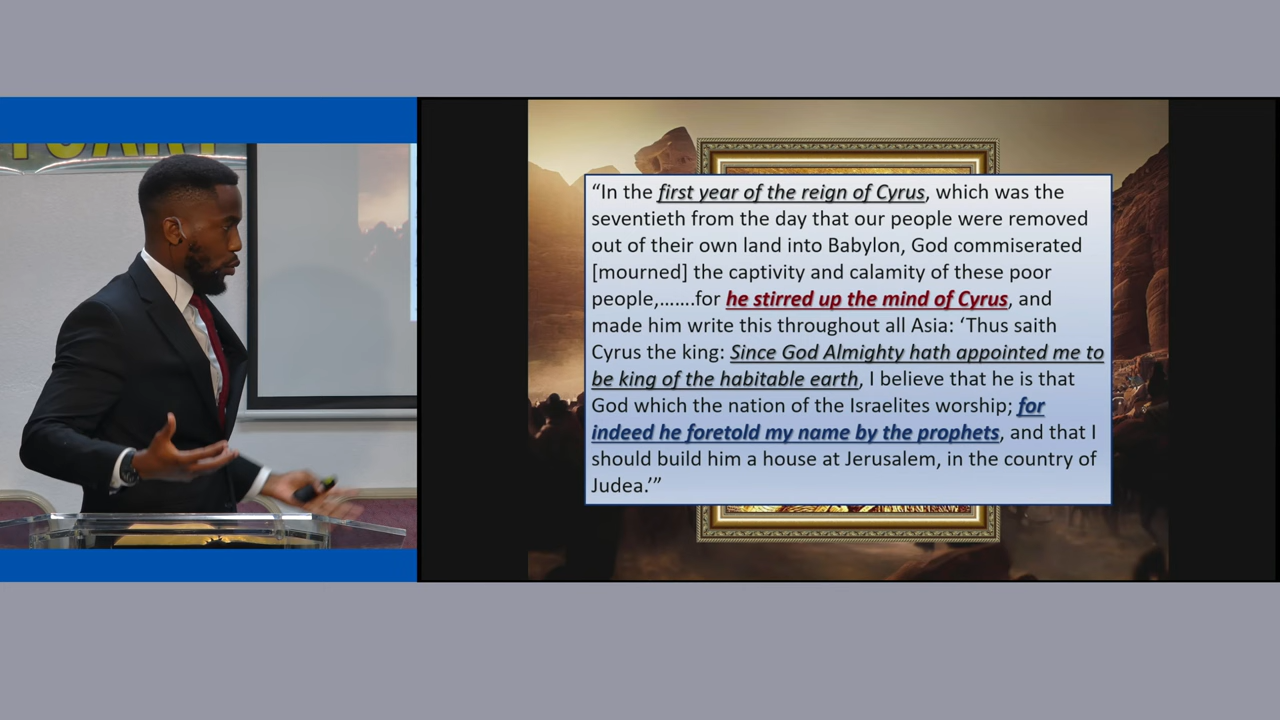 “In the first year of the reign of Cyrus, which was the
seventieth from the day that our people were removed
out of their own land into Babylon, God commiserated
[mourned] the captivity and calamity of these poor
people,…….for he stirred up the mind of Cyrus, and
made him write this throughout all Asia: ‘Thus saith
Cyrus the king: Since God Almighty hath appointed me to
be king of the habitable earth, I believe that he is that
God which the nation of the Israelites worship; for
indeed he foretold my name by the prophets, and that I
should build him a house at Jerusalem, in the country of
Judea.’”